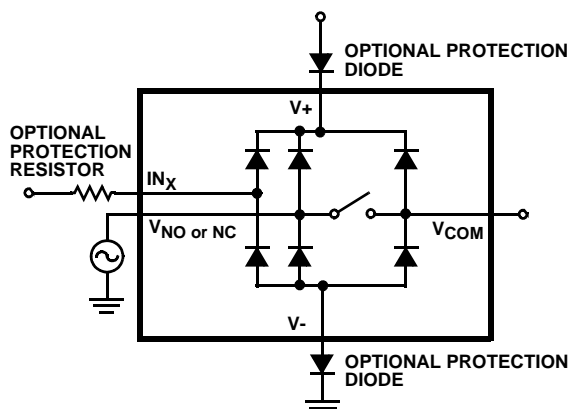 OPTIONAL PROTECTION
DIODE
V+
OPTIONAL
PROTECTION
RESISTOR
INX
VNO or NC
VCOM
V-
OPTIONAL PROTECTION
DIODE